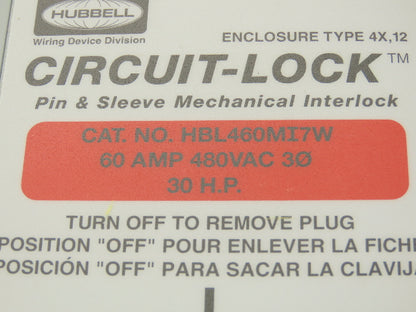 HUBBELL
Wiring Device Division
ENCLOSURE TYPE 4X,12
CIRCUIT-LOCK™
Pin & Sleeve Mechanical Interlock
CAT. NO. HBL460MI7W
60 AMP 480VAC 3Ø
30 H.P.
TURN OFF TO REMOVE PLUG
POSITION "OFF" POUR ENLEVER LA FICHE
POSICIÓN "OFF" PARA SACAR LA CLAVIJA